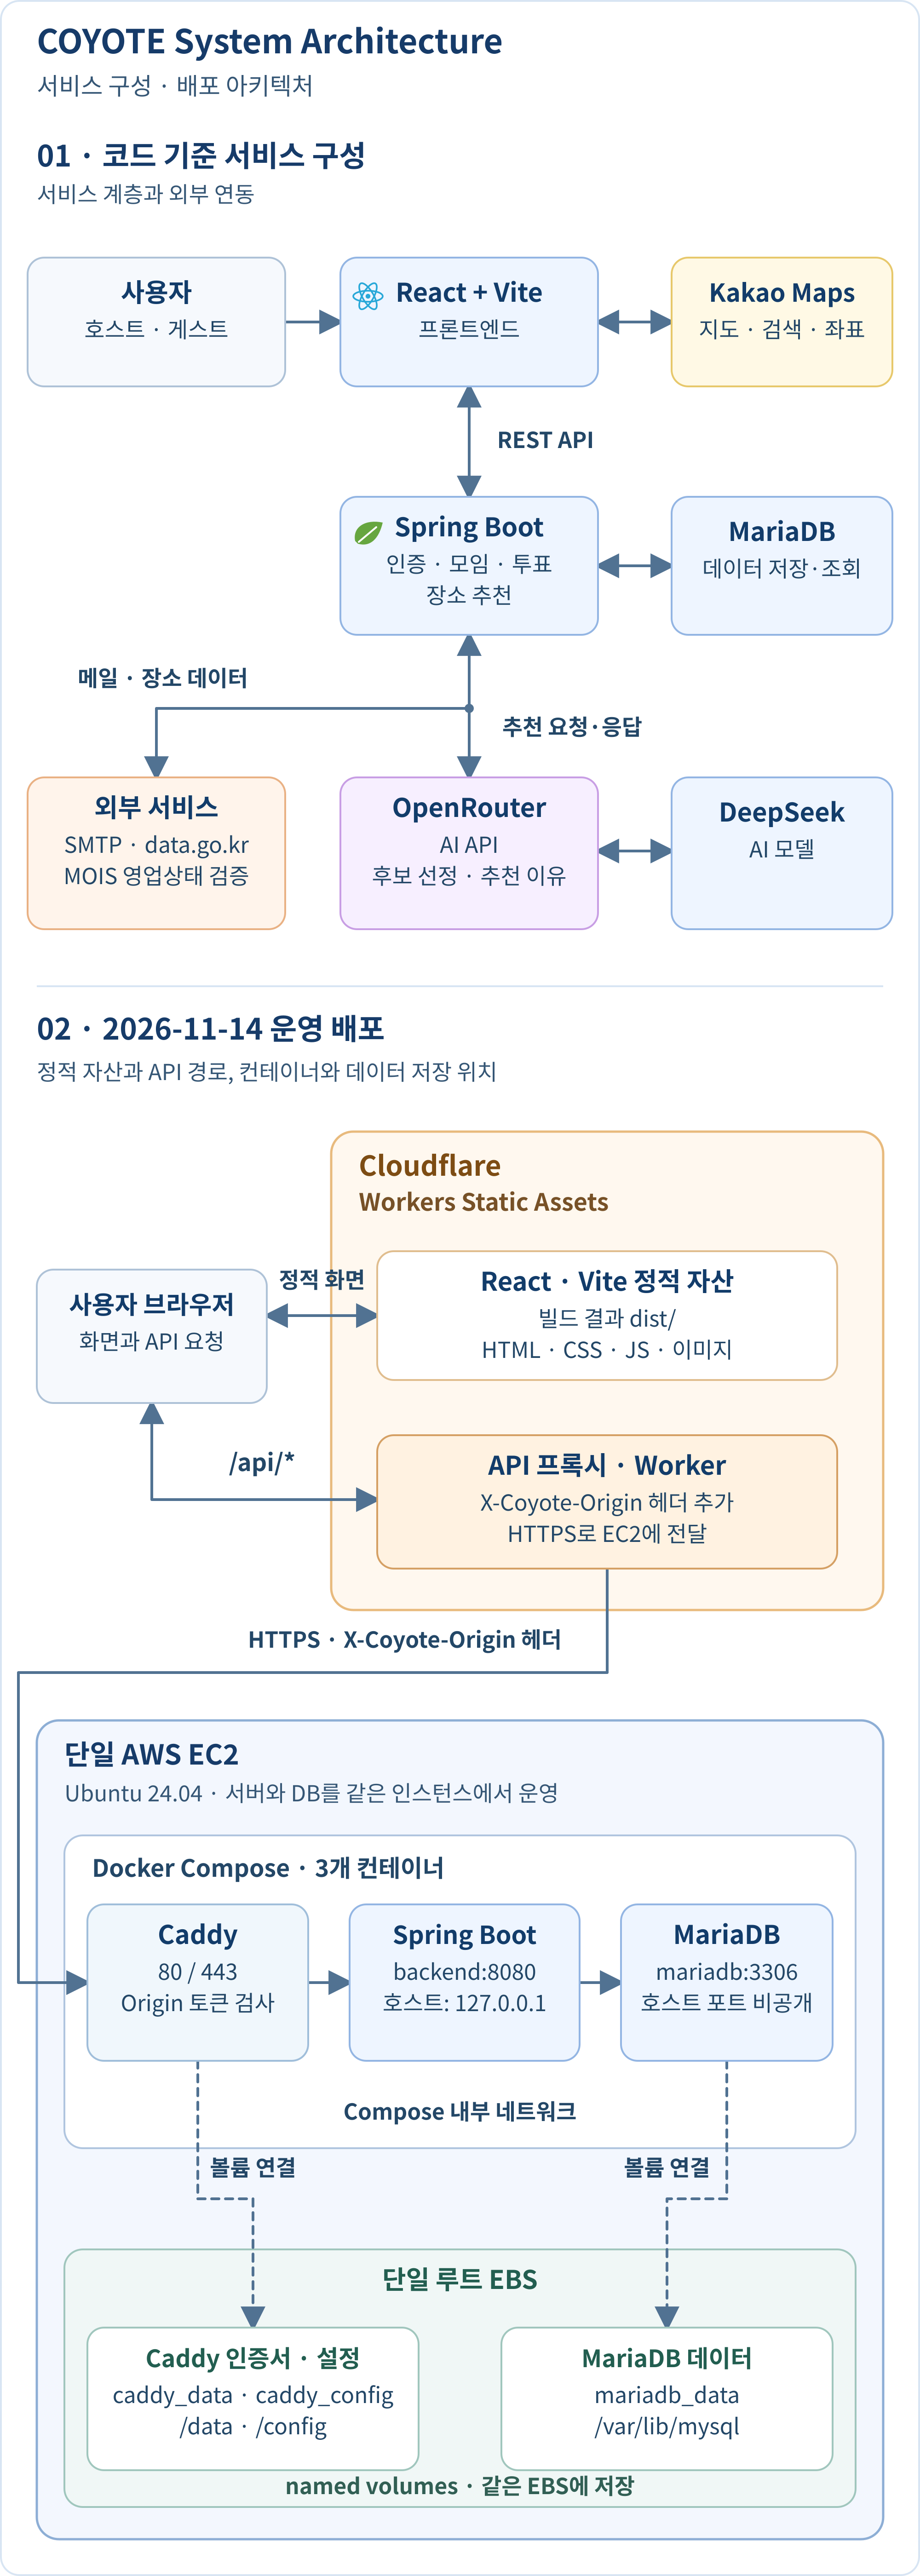 COYOTE System Architecture
서비스 구성 · 배포 아키텍처
01 · 코드 기준 서비스 구성
서비스 계층과 외부 연동
사용자
호스트 · 게스트
React + Vite
프론트엔드
Kakao Maps
지도 · 검색 · 좌표
REST API
Spring Boot
인증 · 모임 · 투표
장소 추천
MariaDB
데이터 저장·조회
메일 · 장소 데이터
추천 요청·응답
외부 서비스
SMTP · data.go.kr
MOIS 영업상태 검증
OpenRouter
AI API
후보 선정 · 추천 이유
DeepSeek
AI 모델
02 · 2026-11-14 운영 배포
정적 자산과 API 경로, 컨테이너와 데이터 저장 위치
Cloudflare
Workers Static Assets
사용자 브라우저
화면과 API 요청
정적 화면
React · Vite 정적 자산
빌드 결과 dist/
HTML · CSS · JS · 이미지
/api/*
API 프록시 · Worker
X-Coyote-Origin 헤더 추가
HTTPS로 EC2에 전달
HTTPS · X-Coyote-Origin 헤더
단일 AWS EC2
Ubuntu 24.04 · 서버와 DB를 같은 인스턴스에서 운영
Docker Compose · 3개 컨테이너
Caddy
80 / 443
Origin 토큰 검사
Spring Boot
backend:8080
호스트: 127.0.0.1
MariaDB
mariadb:3306
호스트 포트 비공개
Compose 내부 네트워크
볼륨 연결
볼륨 연결
단일 루트 EBS
Caddy 인증서 · 설정
caddy_data · caddy_config
/data · /config
MariaDB 데이터
mariadb_data
/var/lib/mysql
named volumes · 같은 EBS에 저장